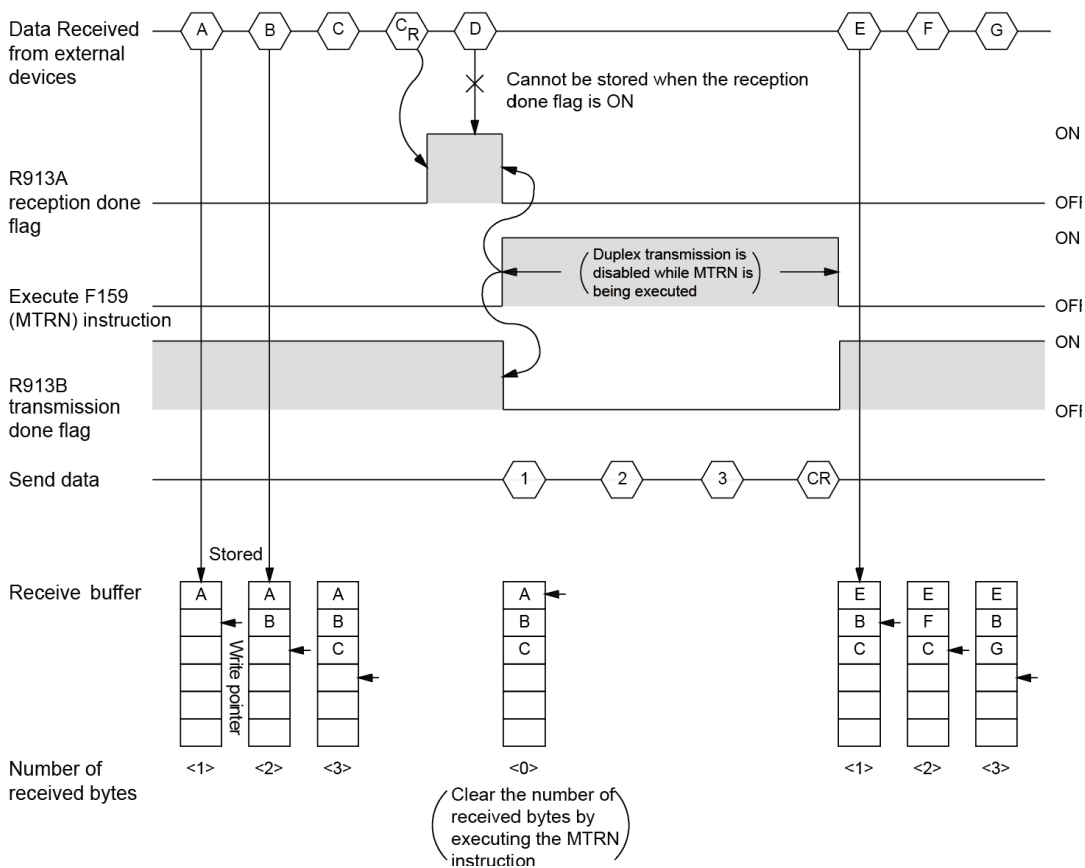 Data Received
from external
devices
A B C CR D E F G
Cannot be stored when the reception
done flag is ON
ON
R913A
reception done
flag
OFF
ON
Duplex transmission is
disabled while MTRN is
being executed
Execute F159
(MTRN) instruction
OFF
ON
R913B
transmission
done flag
OFF
Send data
1 2 3 CR
Stored
Receive buffer
A A A A E E E
B B B B F B
C C C C G
Write pointer
Number of
received bytes
<1> <2> <3> <0> <1> <2> <3>
Clear the number of
received bytes by
executing the MTRN
instruction